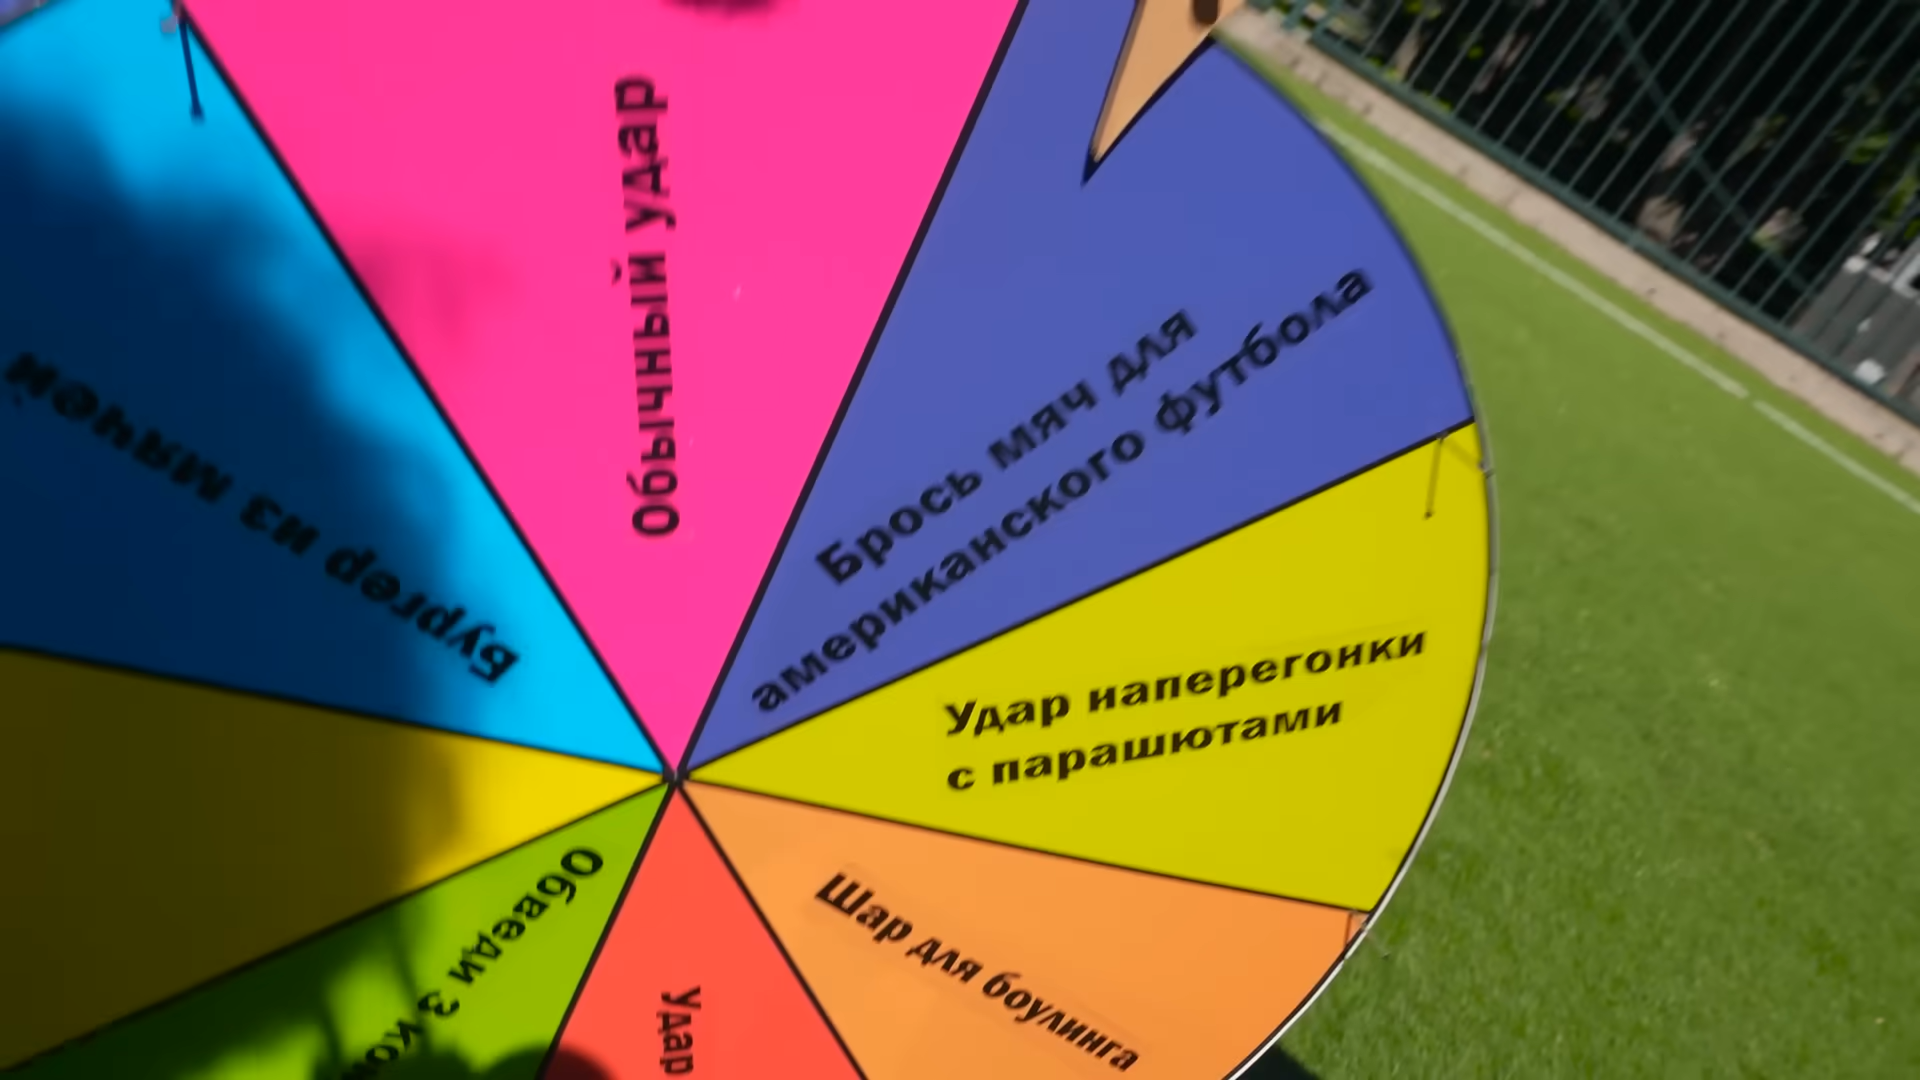 Обычный удар
Брось мяч для
американского футбола
Удар наперегонки
с парашютами
Шар для боулинга
Удар
Обведи 3
Бургер из мячей